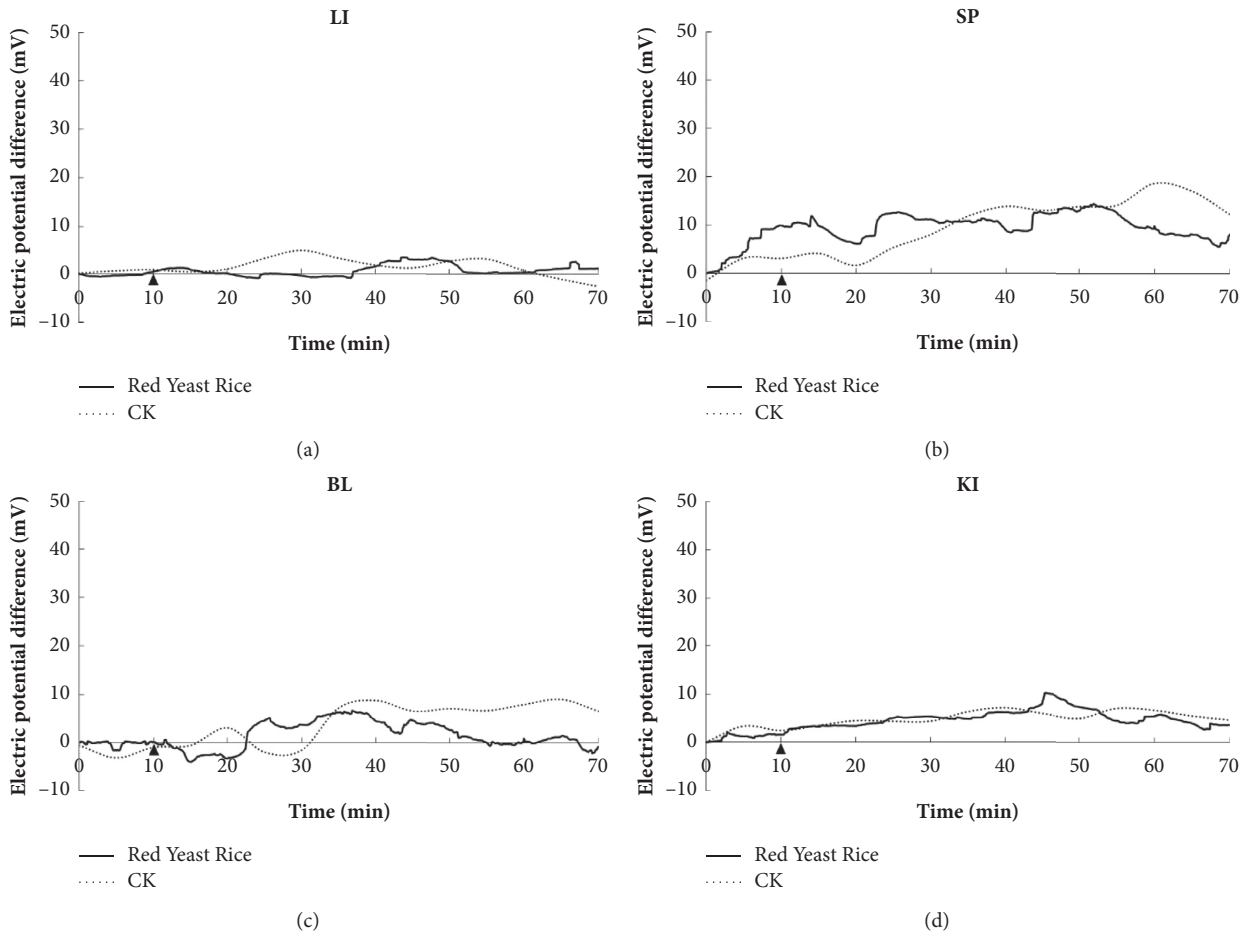 LI
Electric potential difference (mV)
50
40
30
20
10
0
–10
0 10 20 30 40 50 60 70
Time (min)
Red Yeast Rice
CK
(a)
SP
Electric potential difference (mV)
50
40
30
20
10
0
–10
0 10 20 30 40 50 60 70
Time (min)
Red Yeast Rice
CK
(b)
BL
Electric potential difference (mV)
50
40
30
20
10
0
–10
0 10 20 30 40 50 60 70
Time (min)
Red Yeast Rice
CK
(c)
KI
Electric potential difference (mV)
50
40
30
20
10
0
–10
0 10 20 30 40 50 60 70
Time (min)
Red Yeast Rice
CK
(d)